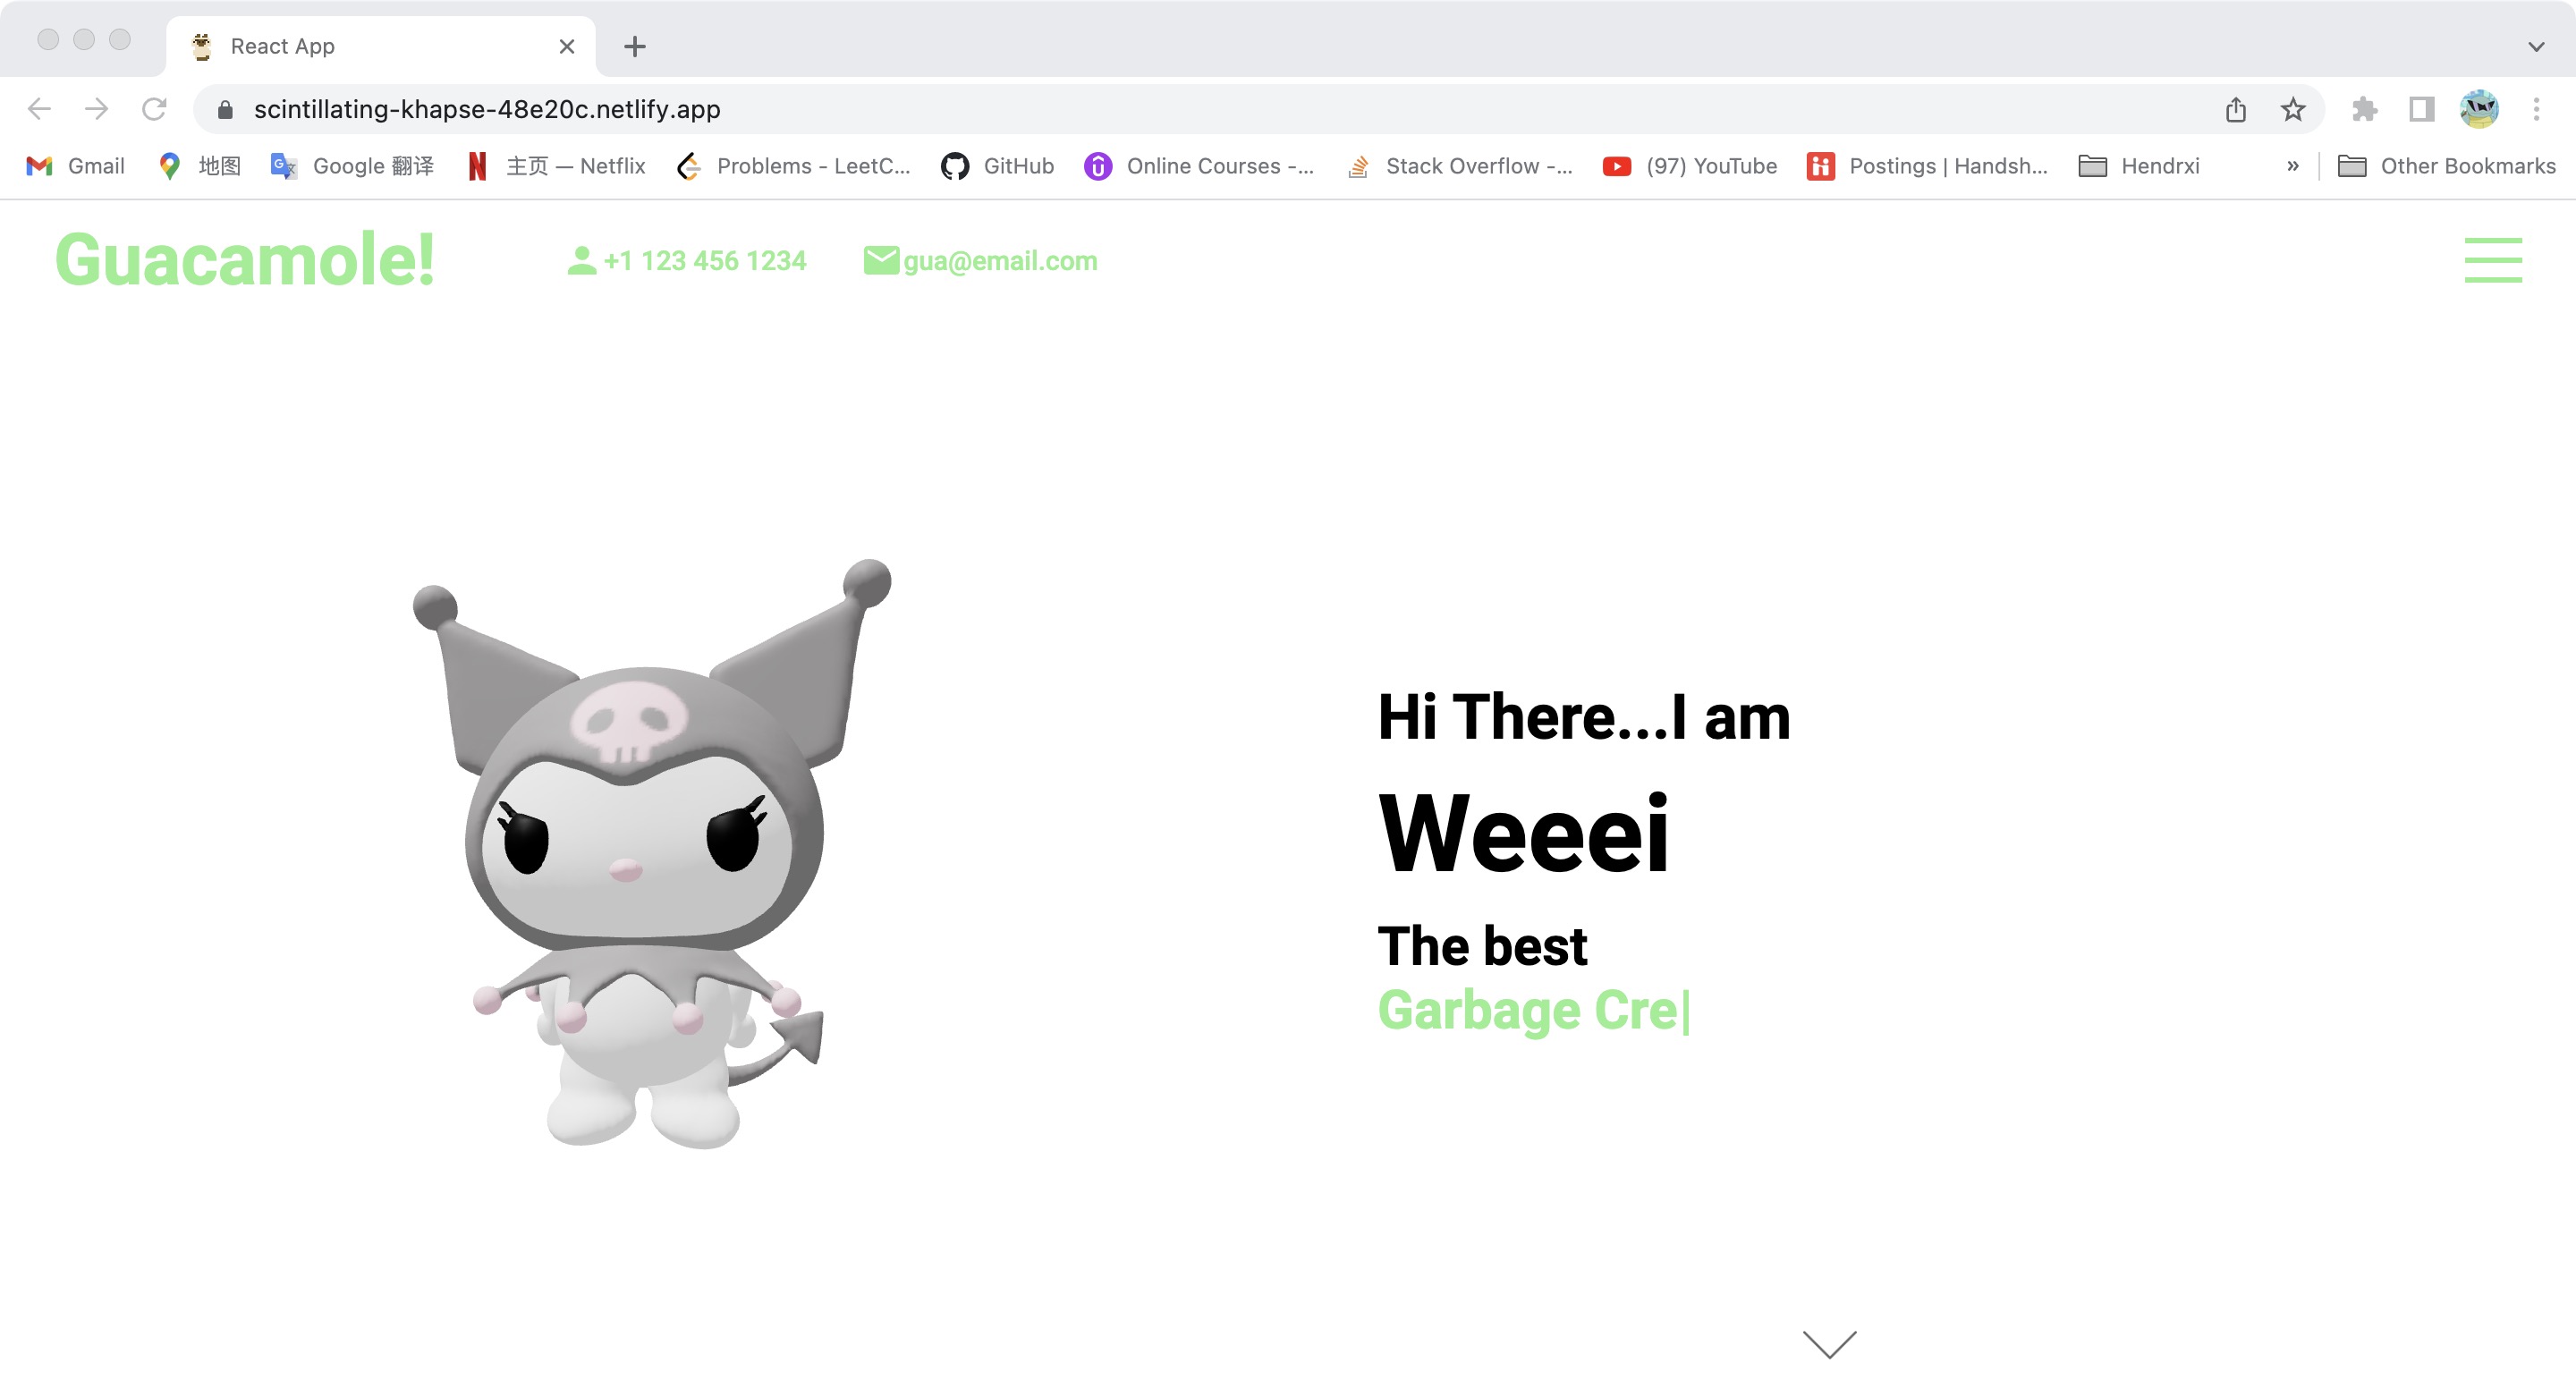 React App
scintillating-khapse-48e20c.netlify.app
Gmail 地图 Google 翻译 主页 — Netflix Problems - LeetC... GitHub Online Courses -... Stack Overflow -... (97) YouTube Postings | Handsh... Hendrxi » Other Bookmarks
Guacamole! +1 123 456 1234 gua@email.com
Hi There...I am
Weeei
The best
Garbage Cre|